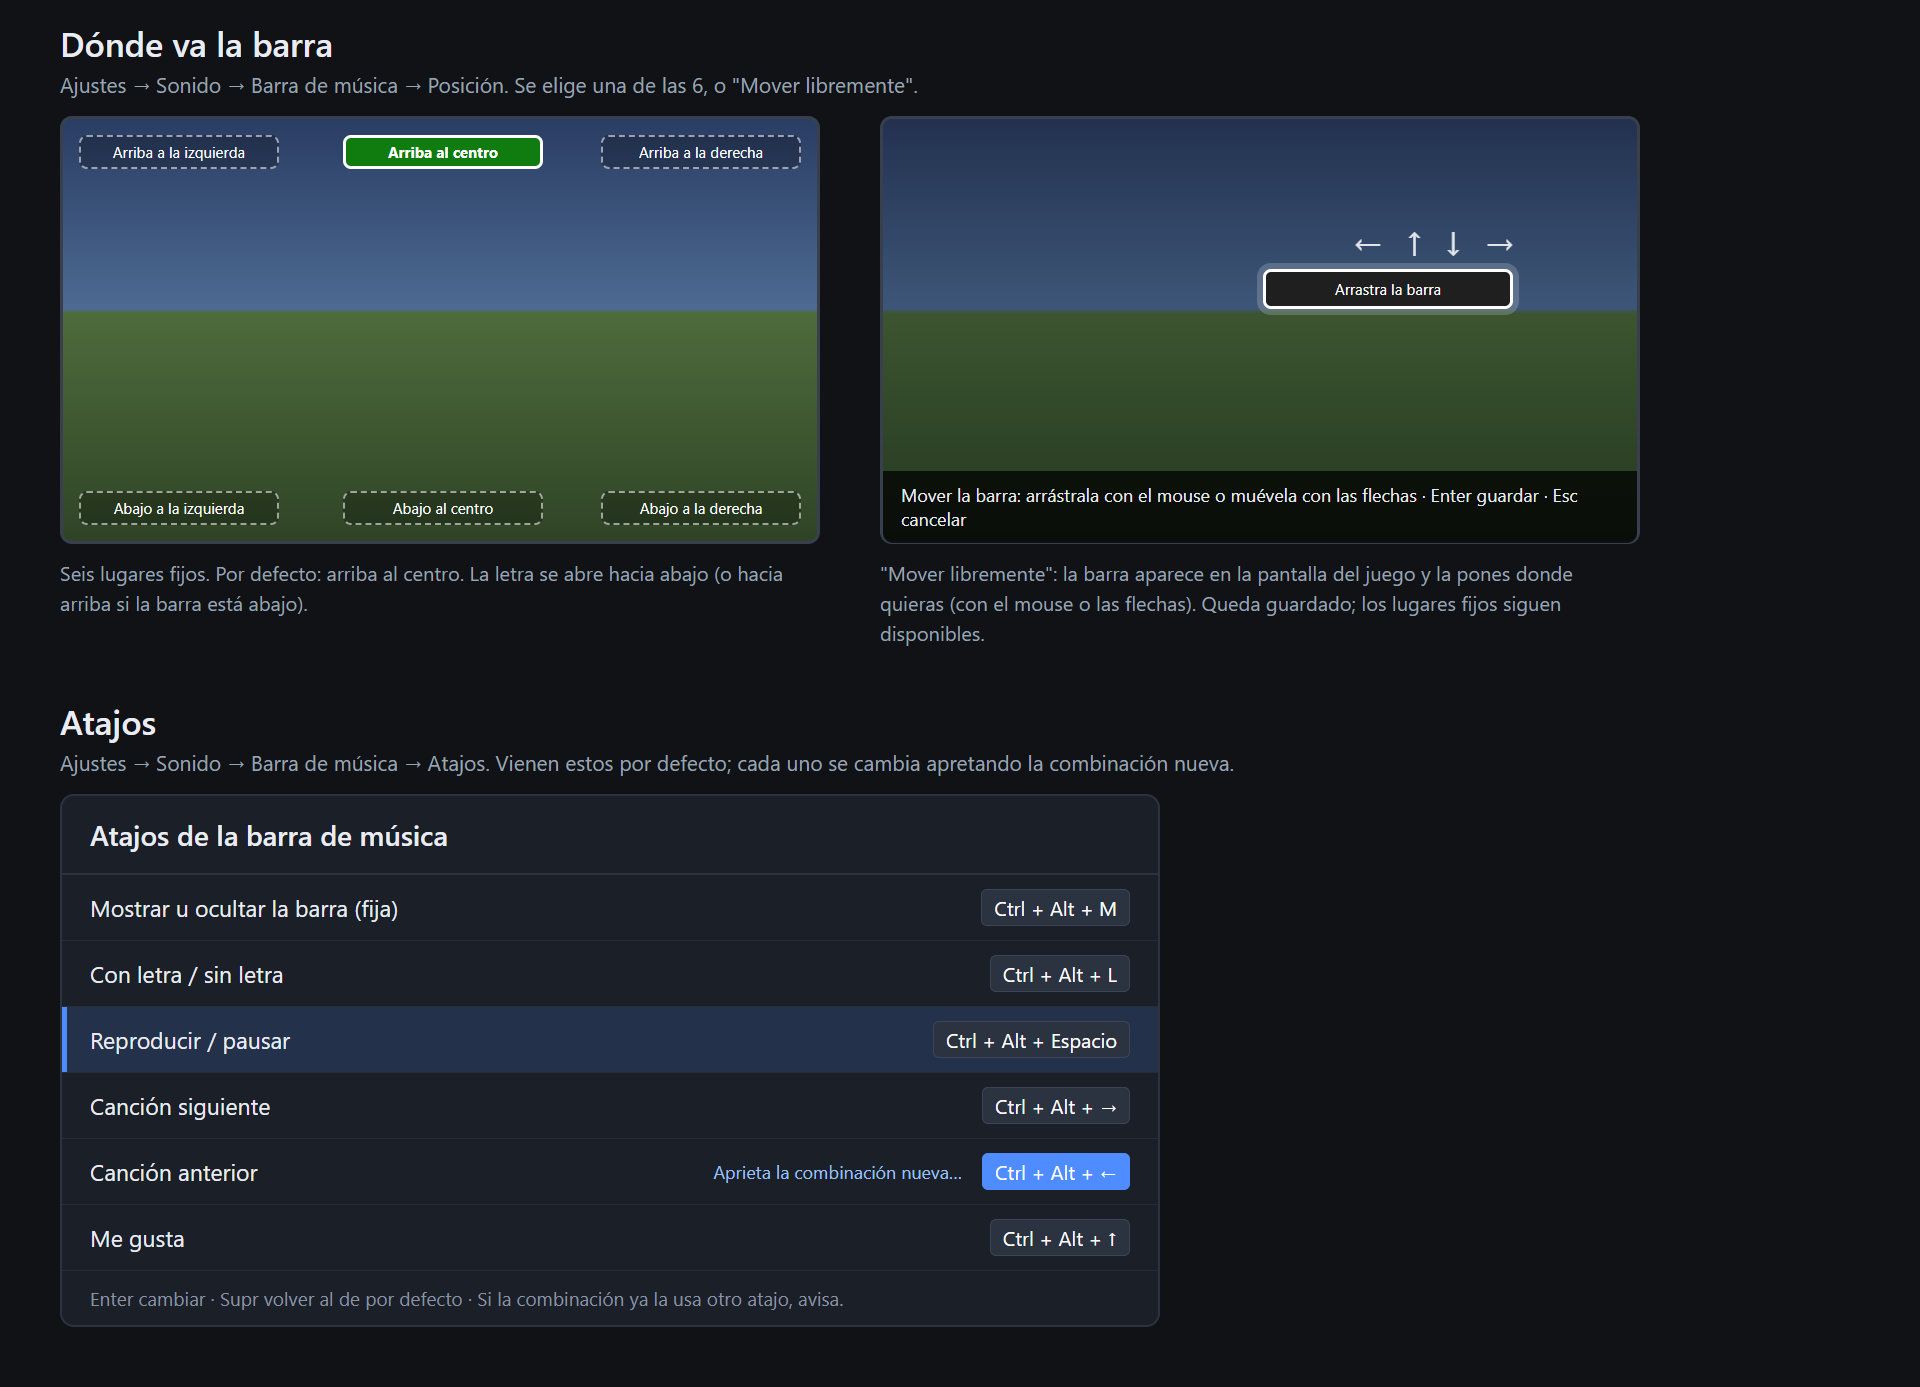 Dónde va la barra
Ajustes → Sonido → Barra de música → Posición. Se elige una de las 6, o "Mover libremente".
Arriba a la izquierda
Arriba al centro
Arriba a la derecha
Abajo a la izquierda
Abajo al centro
Abajo a la derecha
Seis lugares fijos. Por defecto: arriba al centro. La letra se abre hacia abajo (o hacia
arriba si la barra está abajo).
← ↑ ↓ →
Arrastra la barra
Mover la barra: arrástrala con el mouse o muévela con las flechas · Enter guardar · Esc
cancelar
"Mover libremente": la barra aparece en la pantalla del juego y la pones donde
quieras (con el mouse o las flechas). Queda guardado; los lugares fijos siguen
disponibles.
Atajos
Ajustes → Sonido → Barra de música → Atajos. Vienen estos por defecto; cada uno se cambia apretando la combinación nueva.
Atajos de la barra de música
Mostrar u ocultar la barra (fija) Ctrl + Alt + M
Con letra / sin letra Ctrl + Alt + L
Reproducir / pausar Ctrl + Alt + Espacio
Canción siguiente Ctrl + Alt + →
Canción anterior Aprieta la combinación nueva... Ctrl + Alt + ←
Me gusta Ctrl + Alt + ↑
Enter cambiar · Supr volver al de por defecto · Si la combinación ya la usa otro atajo, avisa.